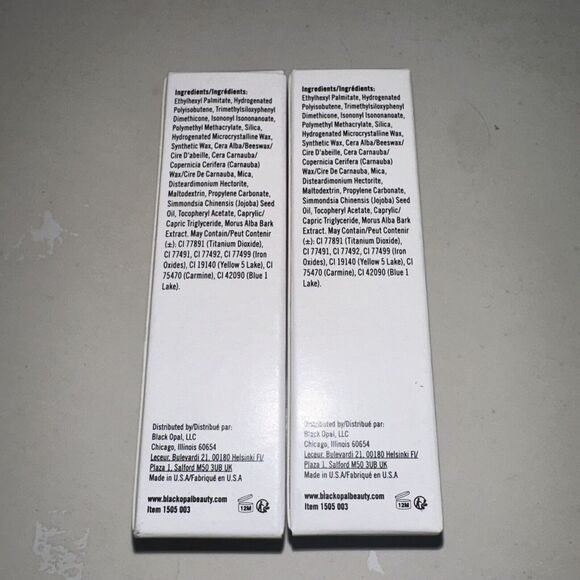 Ingredients/Ingrédients:
Ethylhexyl Palmitate, Hydrogenated
Polyisobutene, Trimethylsiloxyphenyl
Dimethicone, Isononyl Isononanoate,
Polymethyl Methacrylate, Silica,
Hydrogenated Microcrystalline Wax,
Synthetic Wax, Cera Alba/Beeswax/
Cire D'abeille, Cera Carnauba/
Copernicia Cerifera (Carnauba)
Wax/Cire De Carnauba, Mica,
Disteardimonium Hectorite,
Maltodextrin, Propylene Carbonate,
Simmondsia Chinensis (Jojoba) Seed
Oil, Tocopheryl Acetate, Caprylic/
Capric Triglyceride, Morus Alba Bark
Extract. May Contain/Peut Contenir
(±): CI 77891 (Titanium Dioxide),
CI 77491, CI 77492, CI 77499 (Iron
Oxides), CI 19140 (Yellow 5 Lake), CI
75470 (Carmine), CI 42090 (Blue 1
Lake).
Distributed by/Distribué par:
Black Opal, LLC
Chicago, Illinois 60654
Leceur, Bulevardi 21, 00180 Helsinki FI/
Plaza 1, Salford M50 3UB UK
Made in U.S.A/Fabriqué en U.S.A
www.blackopalbeauty.com
Item 1505 003
12M
Ingredients/Ingrédients:
Ethylhexyl Palmitate, Hydrogenated
Polyisobutene, Trimethylsiloxyphenyl
Dimethicone, Isononyl Isononanoate,
Polymethyl Methacrylate, Silica,
Hydrogenated Microcrystalline Wax,
Synthetic Wax, Cera Alba/Beeswax/
Cire D'abeille, Cera Carnauba/
Copernicia Cerifera (Carnauba)
Wax/Cire De Carnauba, Mica,
Disteardimonium Hectorite,
Maltodextrin, Propylene Carbonate,
Simmondsia Chinensis (Jojoba) Seed
Oil, Tocopheryl Acetate, Caprylic/
Capric Triglyceride, Morus Alba Bark
Extract. May Contain/Peut Contenir
(±): CI 77891 (Titanium Dioxide),
CI 77491, CI 77492, CI 77499 (Iron
Oxides), CI 19140 (Yellow 5 Lake), CI
75470 (Carmine), CI 42090 (Blue 1
Lake).
Distributed by/Distribué par:
Black Opal, LLC
Chicago, Illinois 60654
Leceur, Bulevardi 21, 00180 Helsinki FI/
Plaza 1, Salford M50 3UB UK
Made in U.S.A/Fabriqué en U.S.A
www.blackopalbeauty.com
Item 1505 003
12M